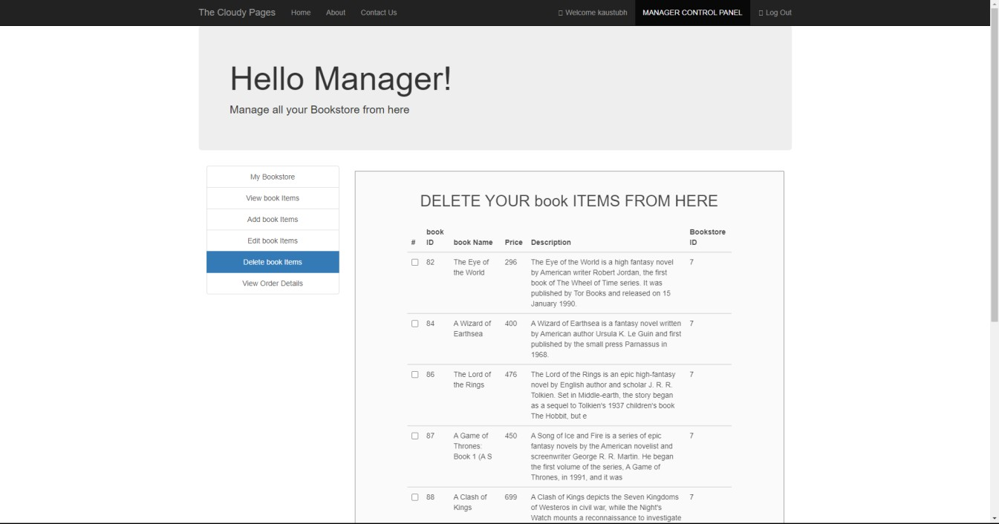 The Cloudy Pages Home About Contact Us Welcome kaustubh MANAGER CONTROL PANEL Log Out
Hello Manager!
Manage all your Bookstore from here
My Bookstore
View book Items
Add book Items
Edit book Items
Delete book Items
View Order Details
DELETE YOUR book ITEMS FROM HERE
# book ID book Name Price Description Bookstore ID
82 The Eye of the World 296 The Eye of the World is a high fantasy novel 7
by American writer Robert Jordan, the first
book of The Wheel of Time series. It was
published by Tor Books and released on 15
January 1990.
84 A Wizard of Earthsea 400 A Wizard of Earthsea is a fantasy novel written 7
by American author Ursula K. Le Guin and first
published by the small press Parnassus in
1968.
86 The Lord of the Rings 476 The Lord of the Rings is an epic high-fantasy 7
novel by English author and scholar J. R. R.
Tolkien. Set in Middle-earth, the story began
as a sequel to Tolkien's 1937 children's book
The Hobbit, but e
87 A Game of Thrones: Book 1 (A S 450 A Song of Ice and Fire is a series of epic 7
fantasy novels by the American novelist and
screenwriter George R. R. Martin. He began
the first volume of the series, A Game of
Thrones, in 1991, and it was
88 A Clash of Kings 699 A Clash of Kings depicts the Seven Kingdoms 7
of Westeros in civil war, while the Night's
Watch mounts a reconnaissance to investigate